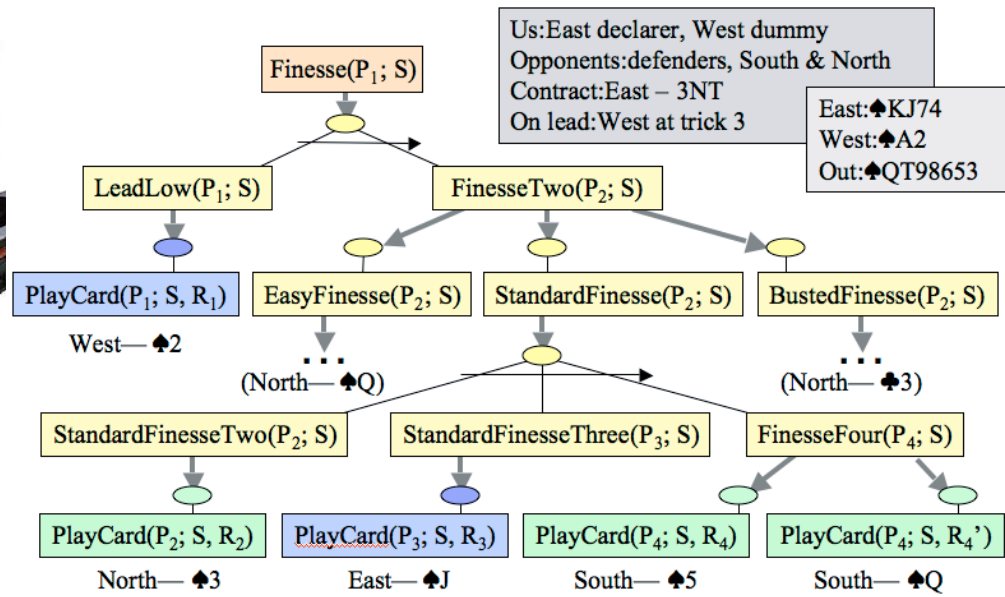 Us:East declarer, West dummy
Opponents:defenders, South & North
Contract:East – 3NT
On lead:West at trick 3
East:♠KJ74
West:♠A2
Out:♠QT98653
Finesse(P₁; S)
LeadLow(P₁; S)
FinesseTwo(P₂; S)
PlayCard(P₁; S, R₁)
EasyFinesse(P₂; S)
StandardFinesse(P₂; S)
BustedFinesse(P₂; S)
West— ♠2
...
...
(North— ♠Q)
(North— ♣3)
StandardFinesseTwo(P₂; S)
StandardFinesseThree(P₃; S)
FinesseFour(P₄; S)
PlayCard(P₂; S, R₂)
PlayCard(P₃; S, R₃)
PlayCard(P₄; S, R₄)
PlayCard(P₄; S, R₄’)
North— ♠3
East— ♠J
South— ♠5
South— ♠Q